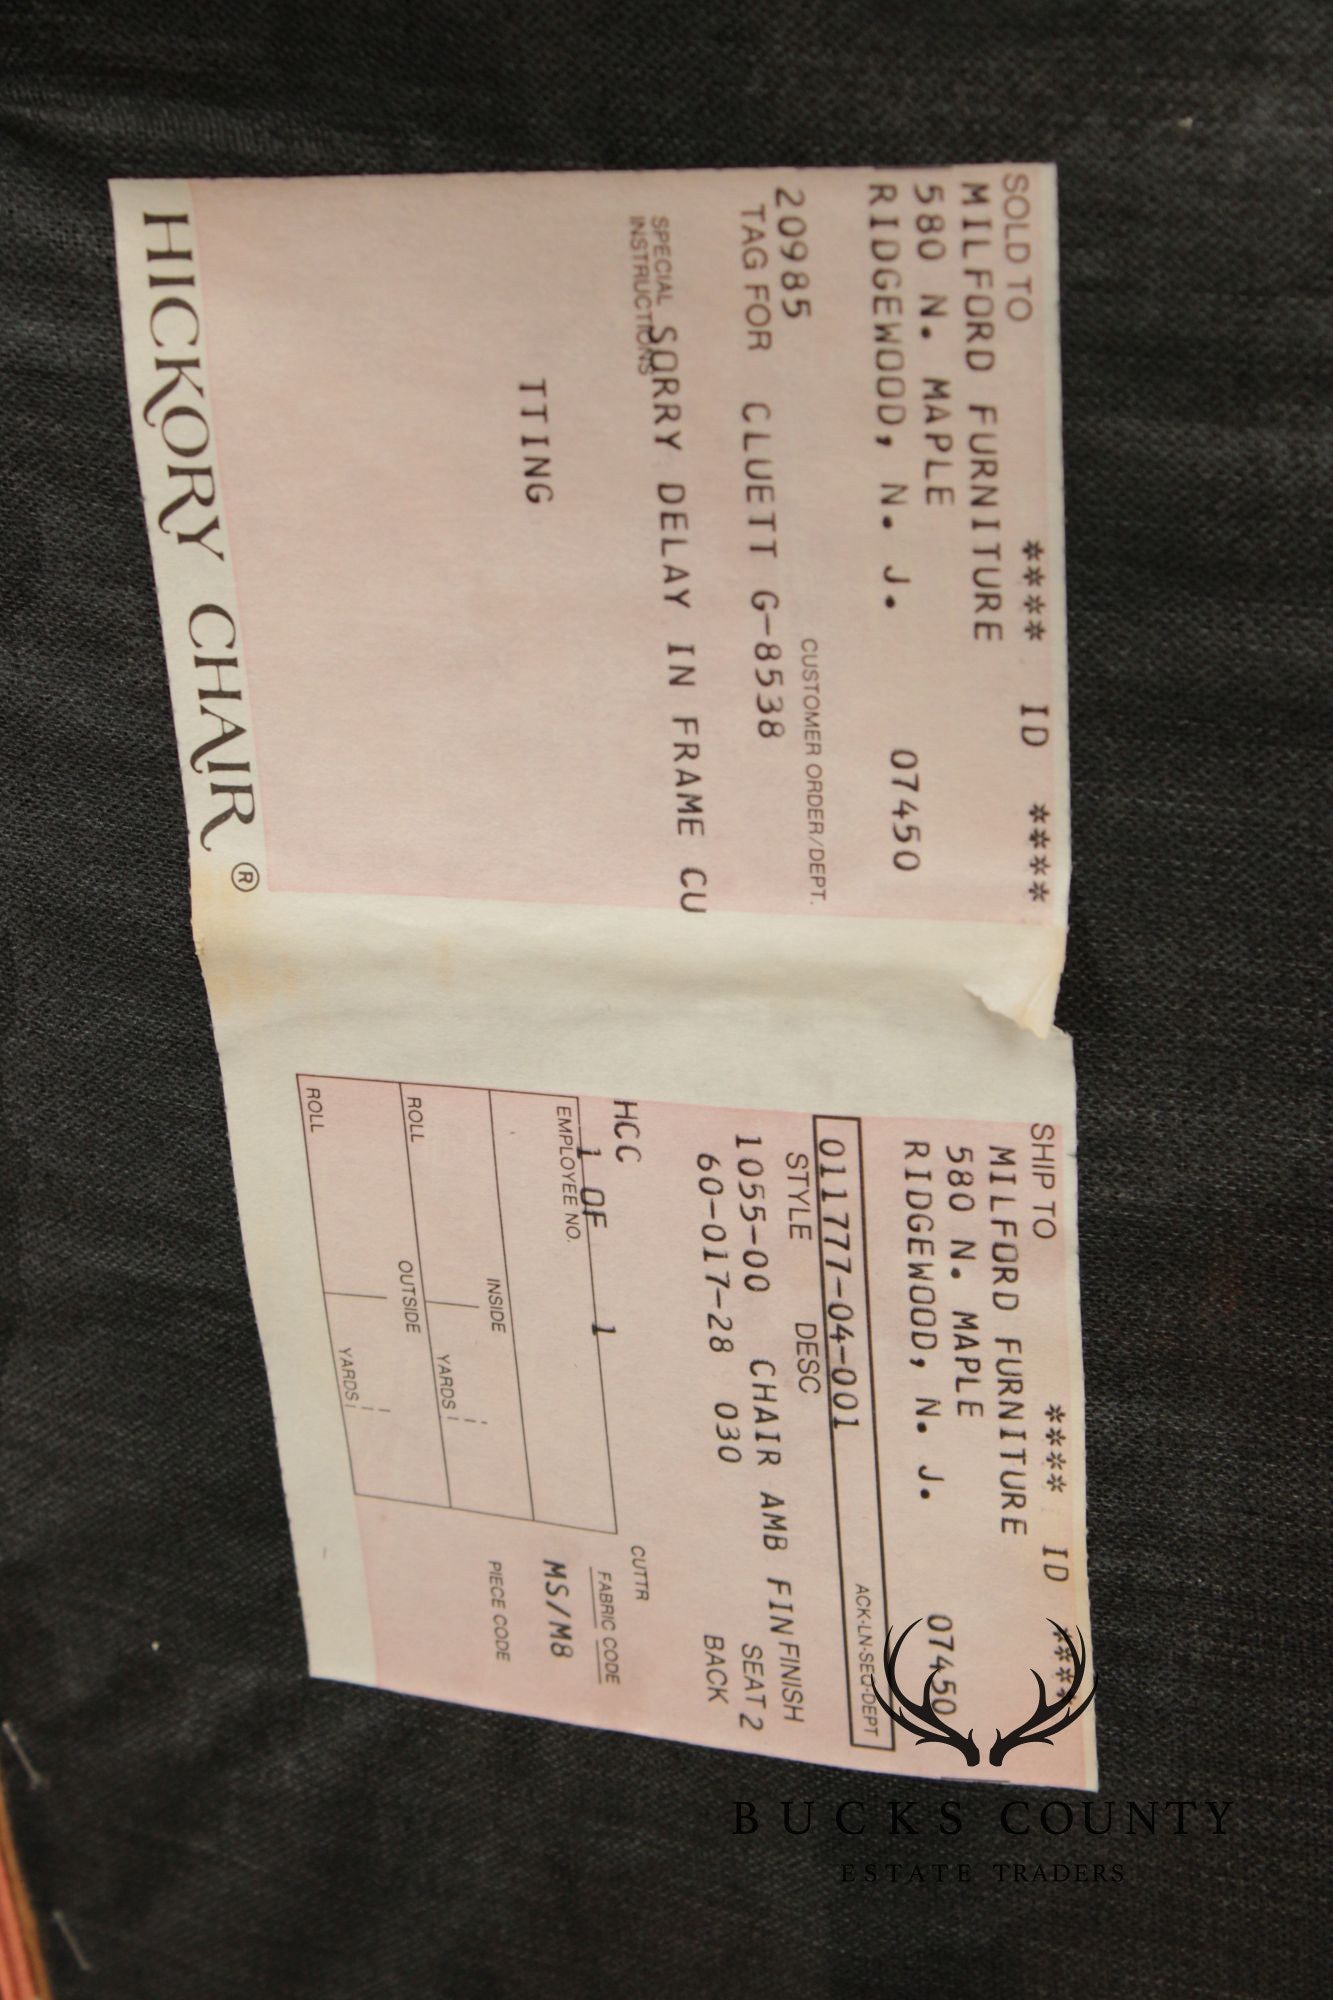 SOLD TO
**** ID ****
MILFORD FURNITURE
580 N. MAPLE
RIDGEWOOD, N. J. 07450
CUSTOMER ORDER/DEPT.
20985
TAG FOR CLUETT G-8538
SPECIAL
INSTRUCTIONS
SORRY DELAY IN FRAME CU
TTING
HICKORY CHAIR ®
SHIP TO
**** ID ****
MILFORD FURNITURE
580 N. MAPLE
RIDGEWOOD, N. J. 07450
ACK-LN-SEQ-DEPT
011777-04-001
STYLE DESC FINISH
1055-00 CHAIR AMB FIN SEAT 2
60-017-28 030 BACK
HCC
CUTTR
1 OF 1
FABRIC CODE
EMPLOYEE NO.
MS/M8
INSIDE
PIECE CODE
ROLL YARDS
OUTSIDE
ROLL YARDS
BUCKS COUNTY
ESTATE TRADERS